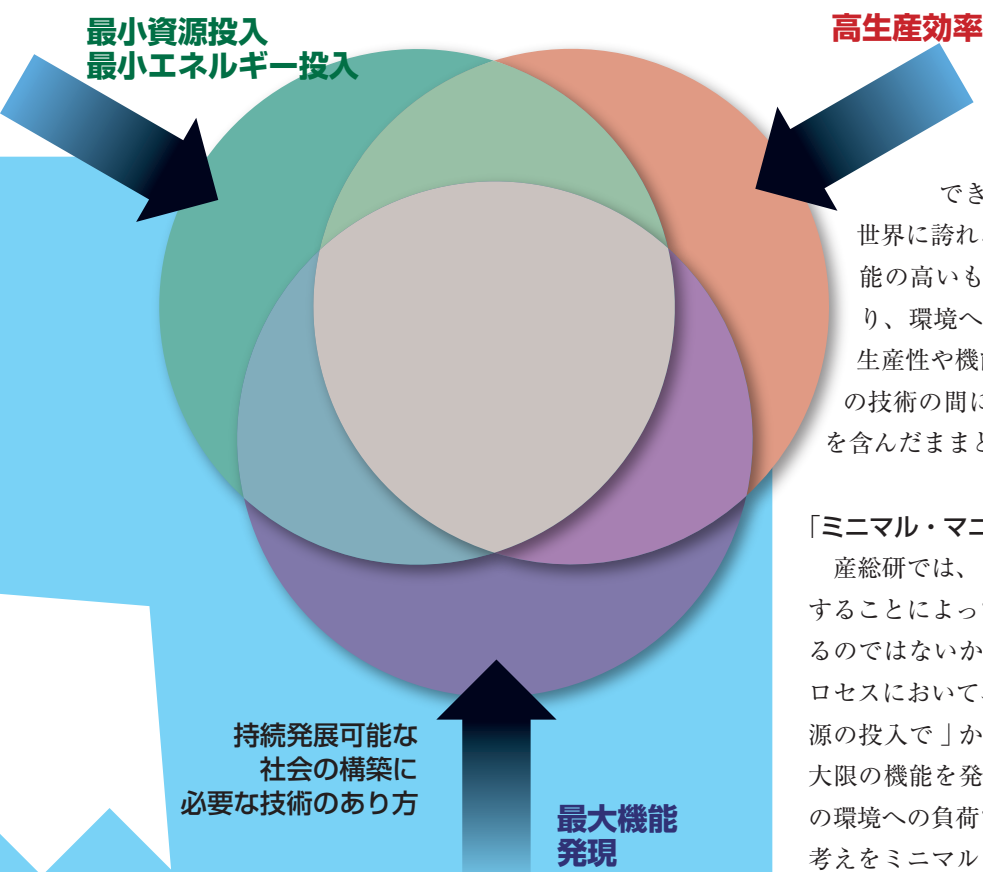 最小資源投入
最小エネルギー投入
高生産効率
持続発展可能な
社会の構築に
必要な技術のあり方
最大機能
発現
でき
世界に誇れ
能の高いも
り、環境へ
生産性や機
の技術の間に
を含んだまま
「ミニマル・マニ
産総研では、
することによっ
るのではないか
ロセスにおいて
源の投入で」か
大限の機能を発
の環境への負荷
考えをミニマル